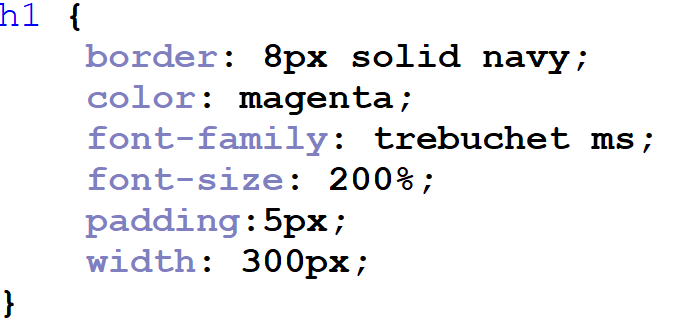 h1 {
border: 8px solid navy;
color: magenta;
font-family: trebuchet ms;
font-size: 200%;
padding:5px;
width: 300px;
}